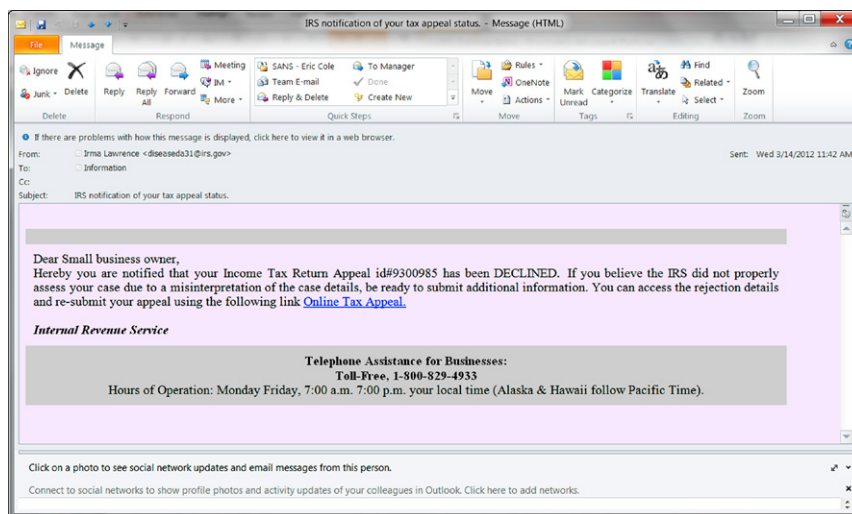 IRS notification of your tax appeal status. - Message (HTML)
File Message
Ignore
Junk
Delete
Delete
Reply
Reply All
Forward
Meeting
IM
More
Respond
SANS - Eric Cole
Team E-mail
Reply & Delete
To Manager
Done
Create New
Quick Steps
Move
Rules
OneNote
Actions
Move
Mark Unread
Categorize
Tags
Translate
Find
Related
Select
Editing
Zoom
Zoom
If there are problems with how this message is displayed, click here to view it in a web browser.
From: Irma Lawrence <diseaseda31@irs.gov>
Sent: Wed 3/14/2012 11:42 AM
To: Information
Cc:
Subject: IRS notification of your tax appeal status.
Dear Small business owner,
Hereby you are notified that your Income Tax Return Appeal id#9300985 has been DECLINED. If you believe the IRS did not properly
assess your case due to a misinterpretation of the case details, be ready to submit additional information. You can access the rejection details
and re-submit your appeal using the following link Online Tax Appeal.
Internal Revenue Service
Telephone Assistance for Businesses:
Toll-Free, 1-800-829-4933
Hours of Operation: Monday Friday, 7:00 a.m. 7:00 p.m. your local time (Alaska & Hawaii follow Pacific Time).
Click on a photo to see social network updates and email messages from this person.
Connect to social networks to show profile photos and activity updates of your colleagues in Outlook. Click here to add networks.